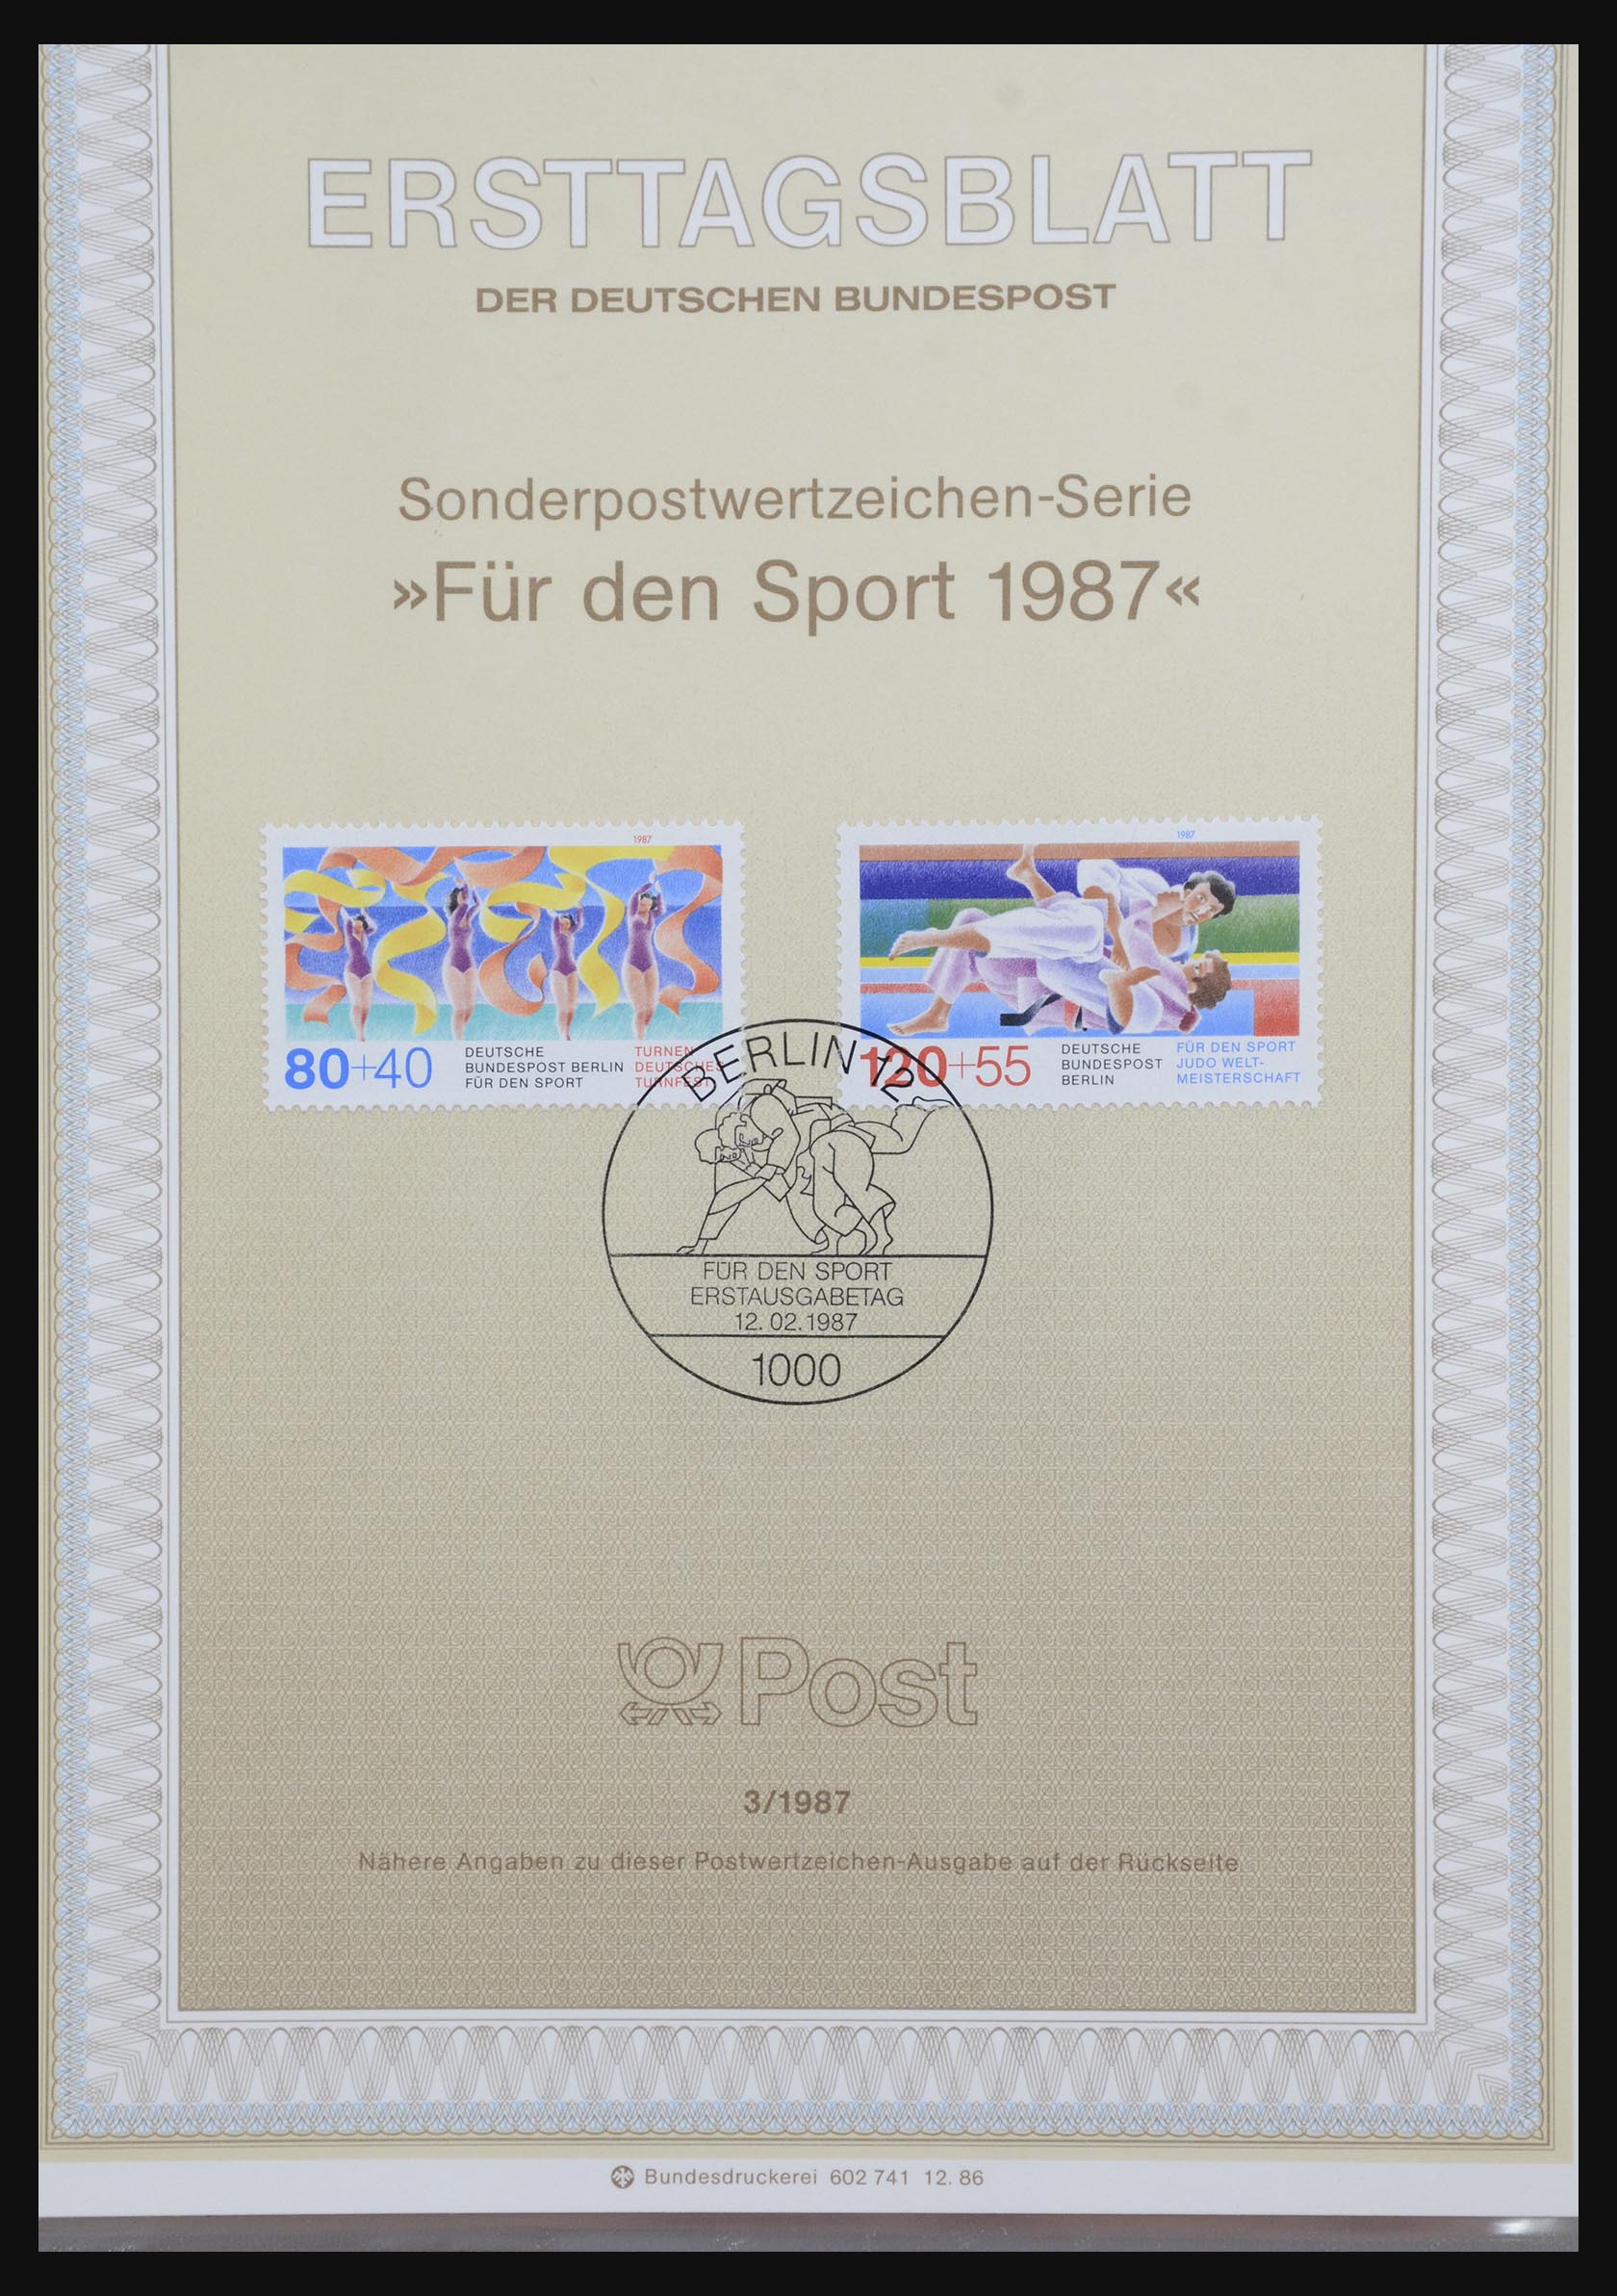 ERSTTAGSBLATT
DER DEUTSCHEN BUNDESPOST
Sonderpostwertzeichen-Serie
»Für den Sport 1987«
1987
80+40
DEUTSCHE
BUNDESPOST BERLIN
FÜR DEN SPORT
TURNEN
DEUTSCHES
TURNFEST
1987
120+55
DEUTSCHE
BUNDESPOST
BERLIN
FÜR DEN SPORT
JUDO WELT-
MEISTERSCHAFT
BERLIN 12
FÜR DEN SPORT
ERSTAUSGABETAG
12.02.1987
1000
Post
3/1987
Nähere Angaben zu dieser Postwertzeichen-Ausgabe auf der Rückseite
Bundesdruckerei 602 741 12. 86